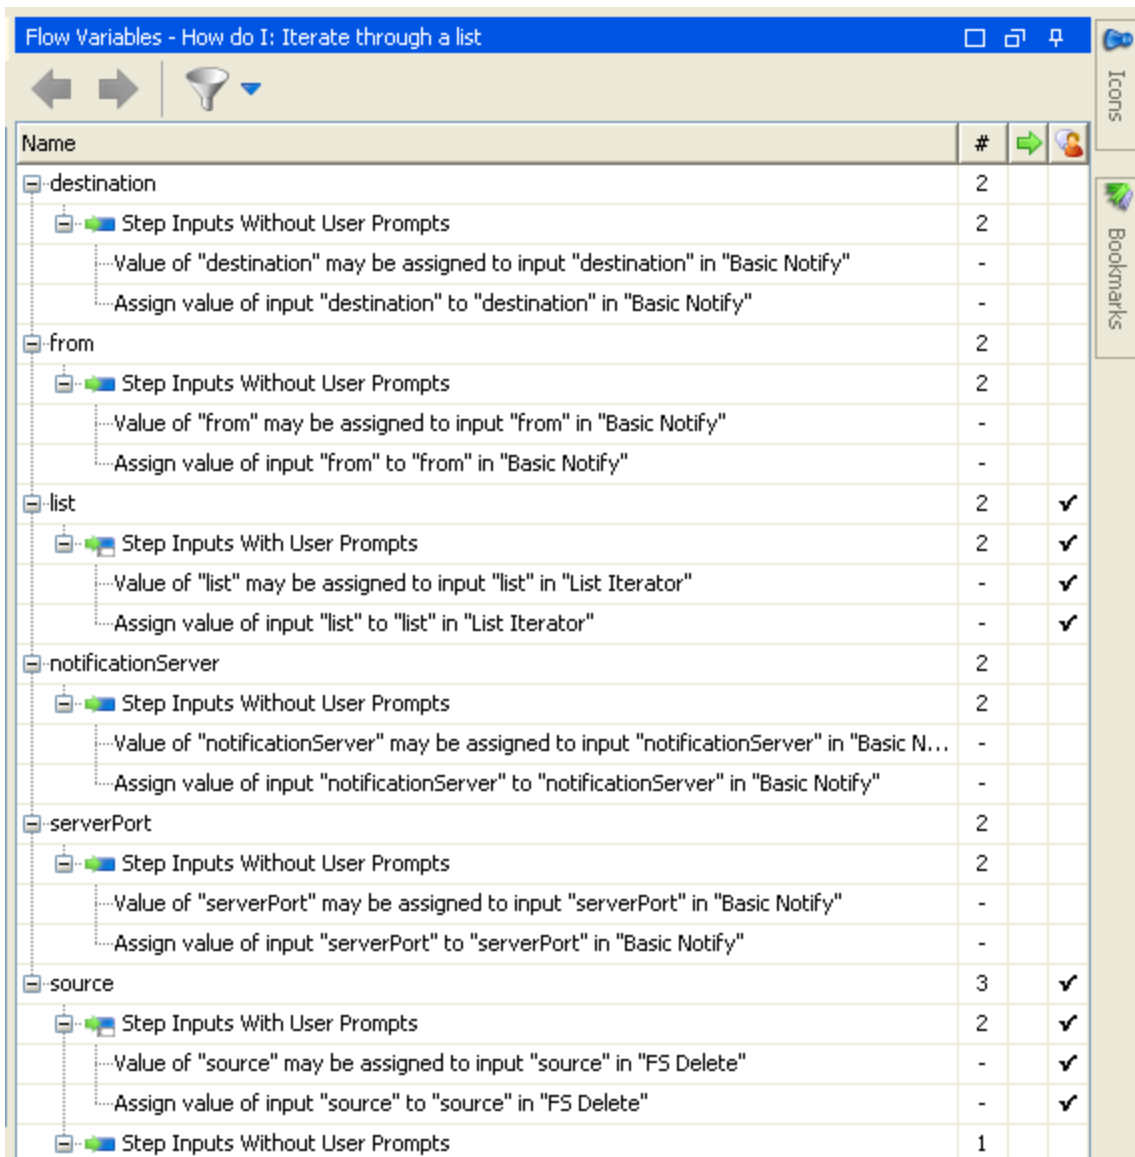 Flow Variables - How do I: Iterate through a list
Name #
destination 2
Step Inputs Without User Prompts 2
Value of "destination" may be assigned to input "destination" in "Basic Notify" -
Assign value of input "destination" to "destination" in "Basic Notify" -
from 2
Step Inputs Without User Prompts 2
Value of "from" may be assigned to input "from" in "Basic Notify" -
Assign value of input "from" to "from" in "Basic Notify" -
list 2 ✓
Step Inputs With User Prompts 2 ✓
Value of "list" may be assigned to input "list" in "List Iterator" - ✓
Assign value of input "list" to "list" in "List Iterator" - ✓
notificationServer 2
Step Inputs Without User Prompts 2
Value of "notificationServer" may be assigned to input "notificationServer" in "Basic N... -
Assign value of input "notificationServer" to "notificationServer" in "Basic Notify" -
serverPort 2
Step Inputs Without User Prompts 2
Value of "serverPort" may be assigned to input "serverPort" in "Basic Notify" -
Assign value of input "serverPort" to "serverPort" in "Basic Notify" -
source 3 ✓
Step Inputs With User Prompts 2 ✓
Value of "source" may be assigned to input "source" in "FS Delete" - ✓
Assign value of input "source" to "source" in "FS Delete" - ✓
Step Inputs Without User Prompts 1
Icons
Bookmarks